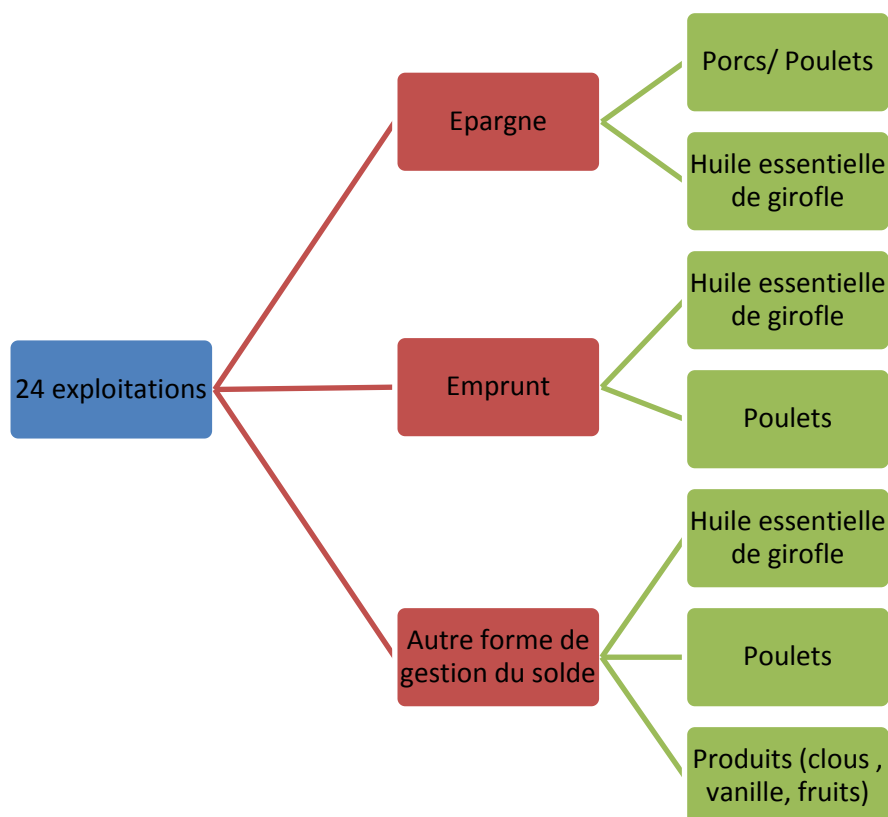 24 exploitations
Epargne
Porcs/ Poulets
Huile essentielle
de girofle
Emprunt
Huile essentielle
de girofle
Poulets
Autre forme de
gestion du solde
Huile essentielle
de girofle
Poulets
Produits (clous ,
vanille, fruits)